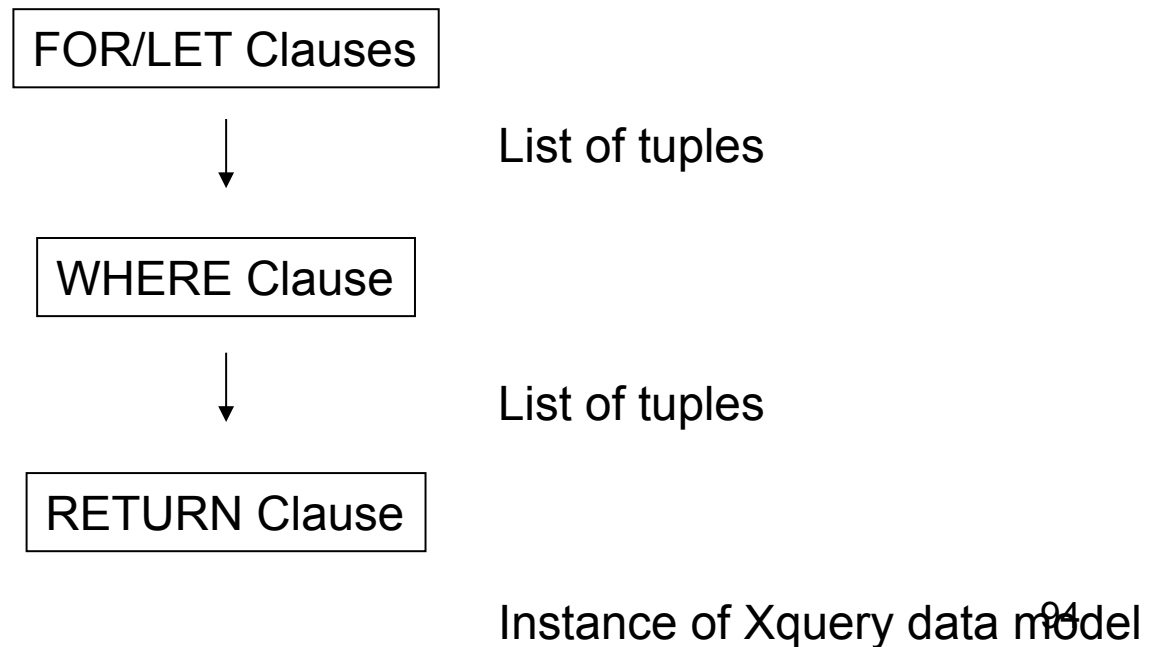 FOR/LET Clauses
List of tuples
WHERE Clause
List of tuples
RETURN Clause
Instance of Xquery data model
94